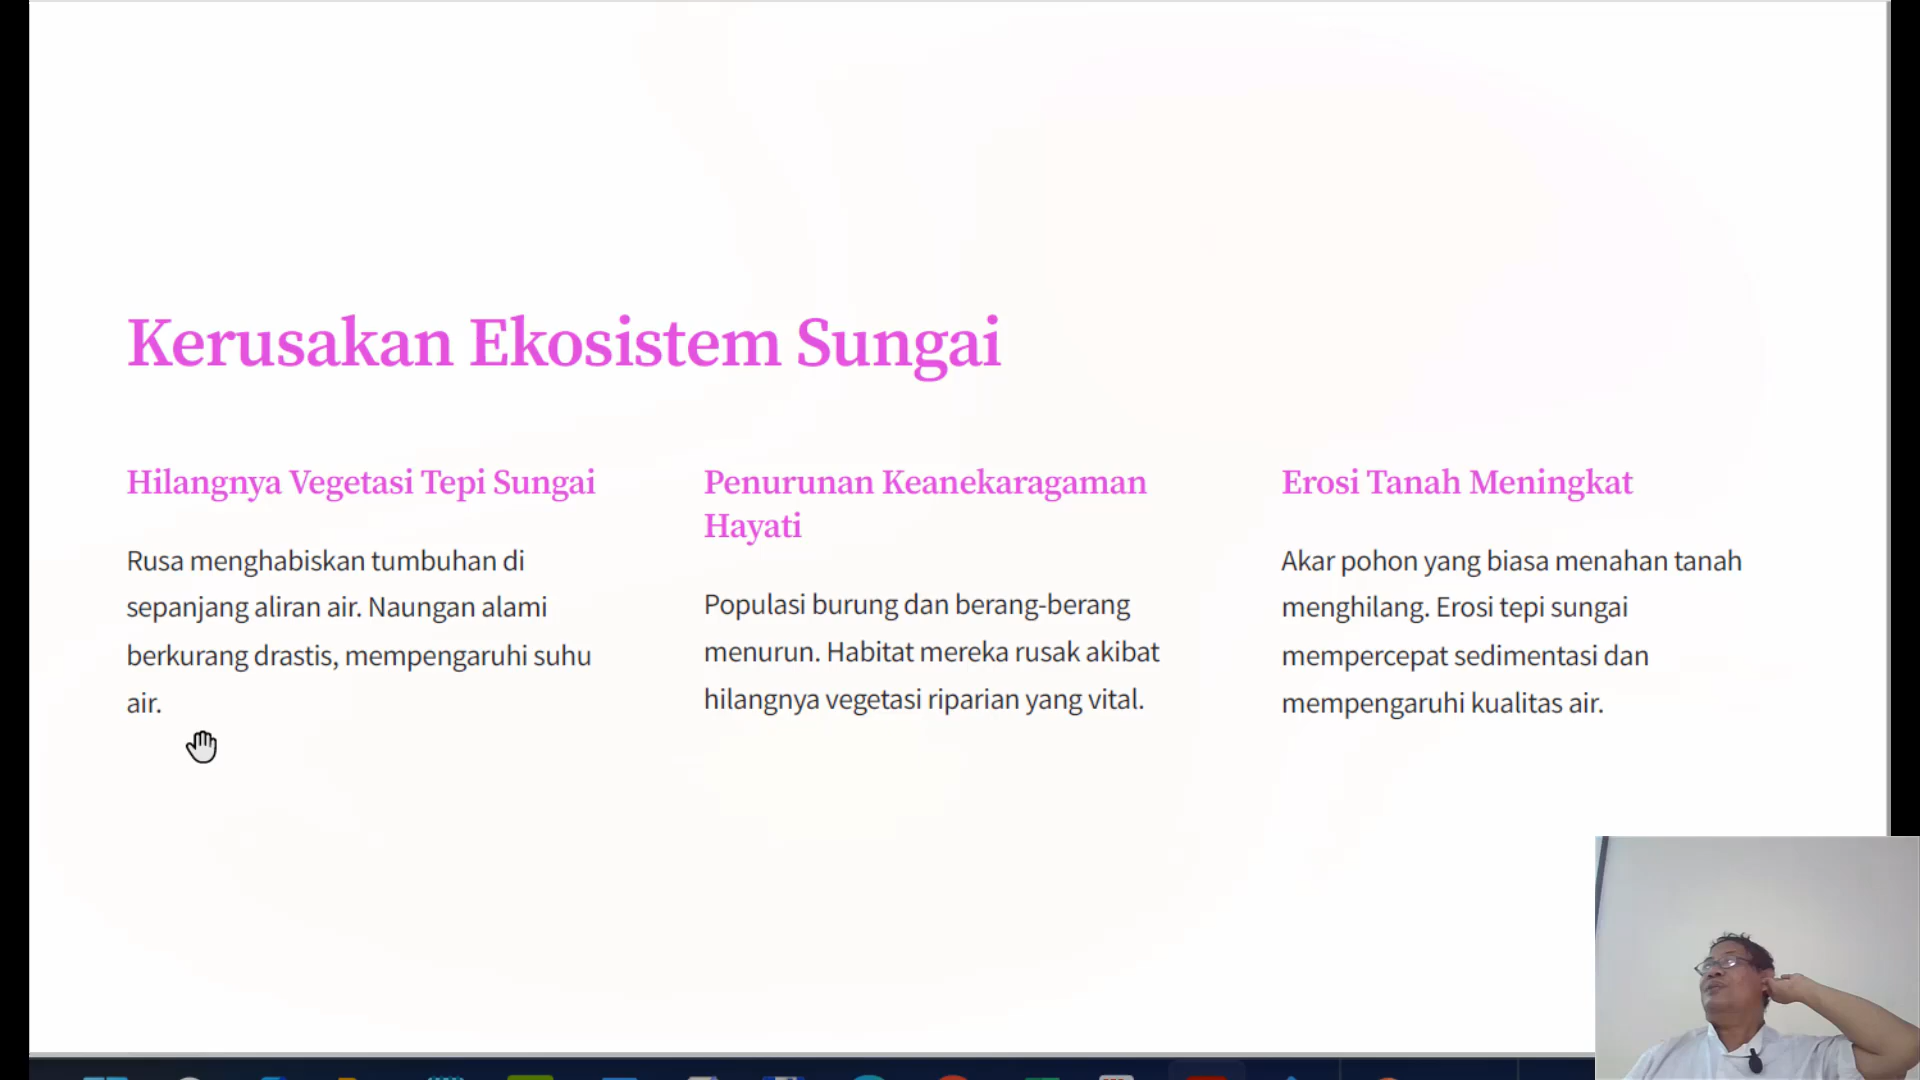 Kerusakan Ekosistem Sungai
Hilangnya Vegetasi Tepi Sungai
Rusa menghabiskan tumbuhan di
sepanjang aliran air. Naungan alami
berkurang drastis, mempengaruhi suhu
air.
Penurunan Keanekaragaman
Hayati
Populasi burung dan berang-berang
menurun. Habitat mereka rusak akibat
hilangnya vegetasi riparian yang vital.
Erosi Tanah Meningkat
Akar pohon yang biasa menahan tanah
menghilang. Erosi tepi sungai
mempercepat sedimentasi dan
mempengaruhi kualitas air.